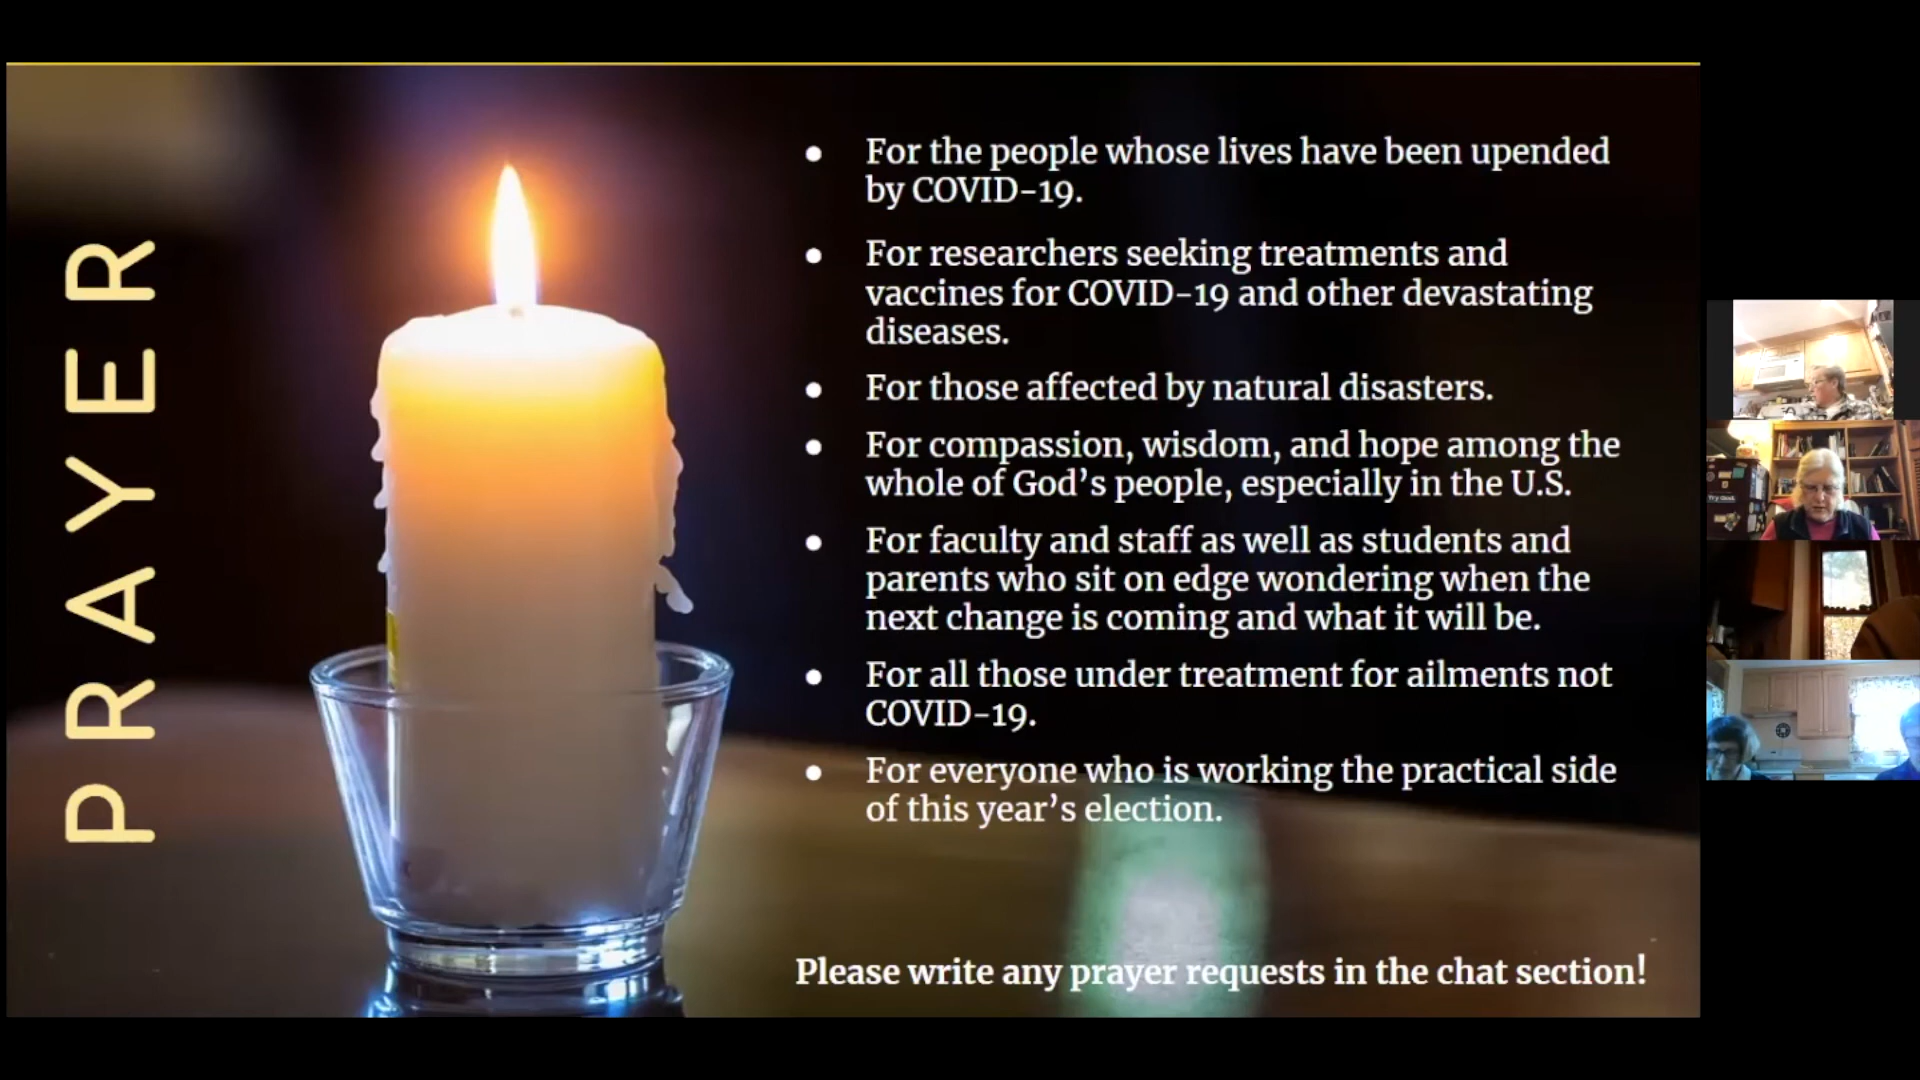 PRAYER
• For the people whose lives have been upended
by COVID-19.
• For researchers seeking treatments and
vaccines for COVID-19 and other devastating
diseases.
• For those affected by natural disasters.
• For compassion, wisdom, and hope among the
whole of God's people, especially in the U.S.
• For faculty and staff as well as students and
parents who sit on edge wondering when the
next change is coming and what it will be.
• For all those under treatment for ailments not
COVID-19.
• For everyone who is working the practical side
of this year's election.
Please write any prayer requests in the chat section!